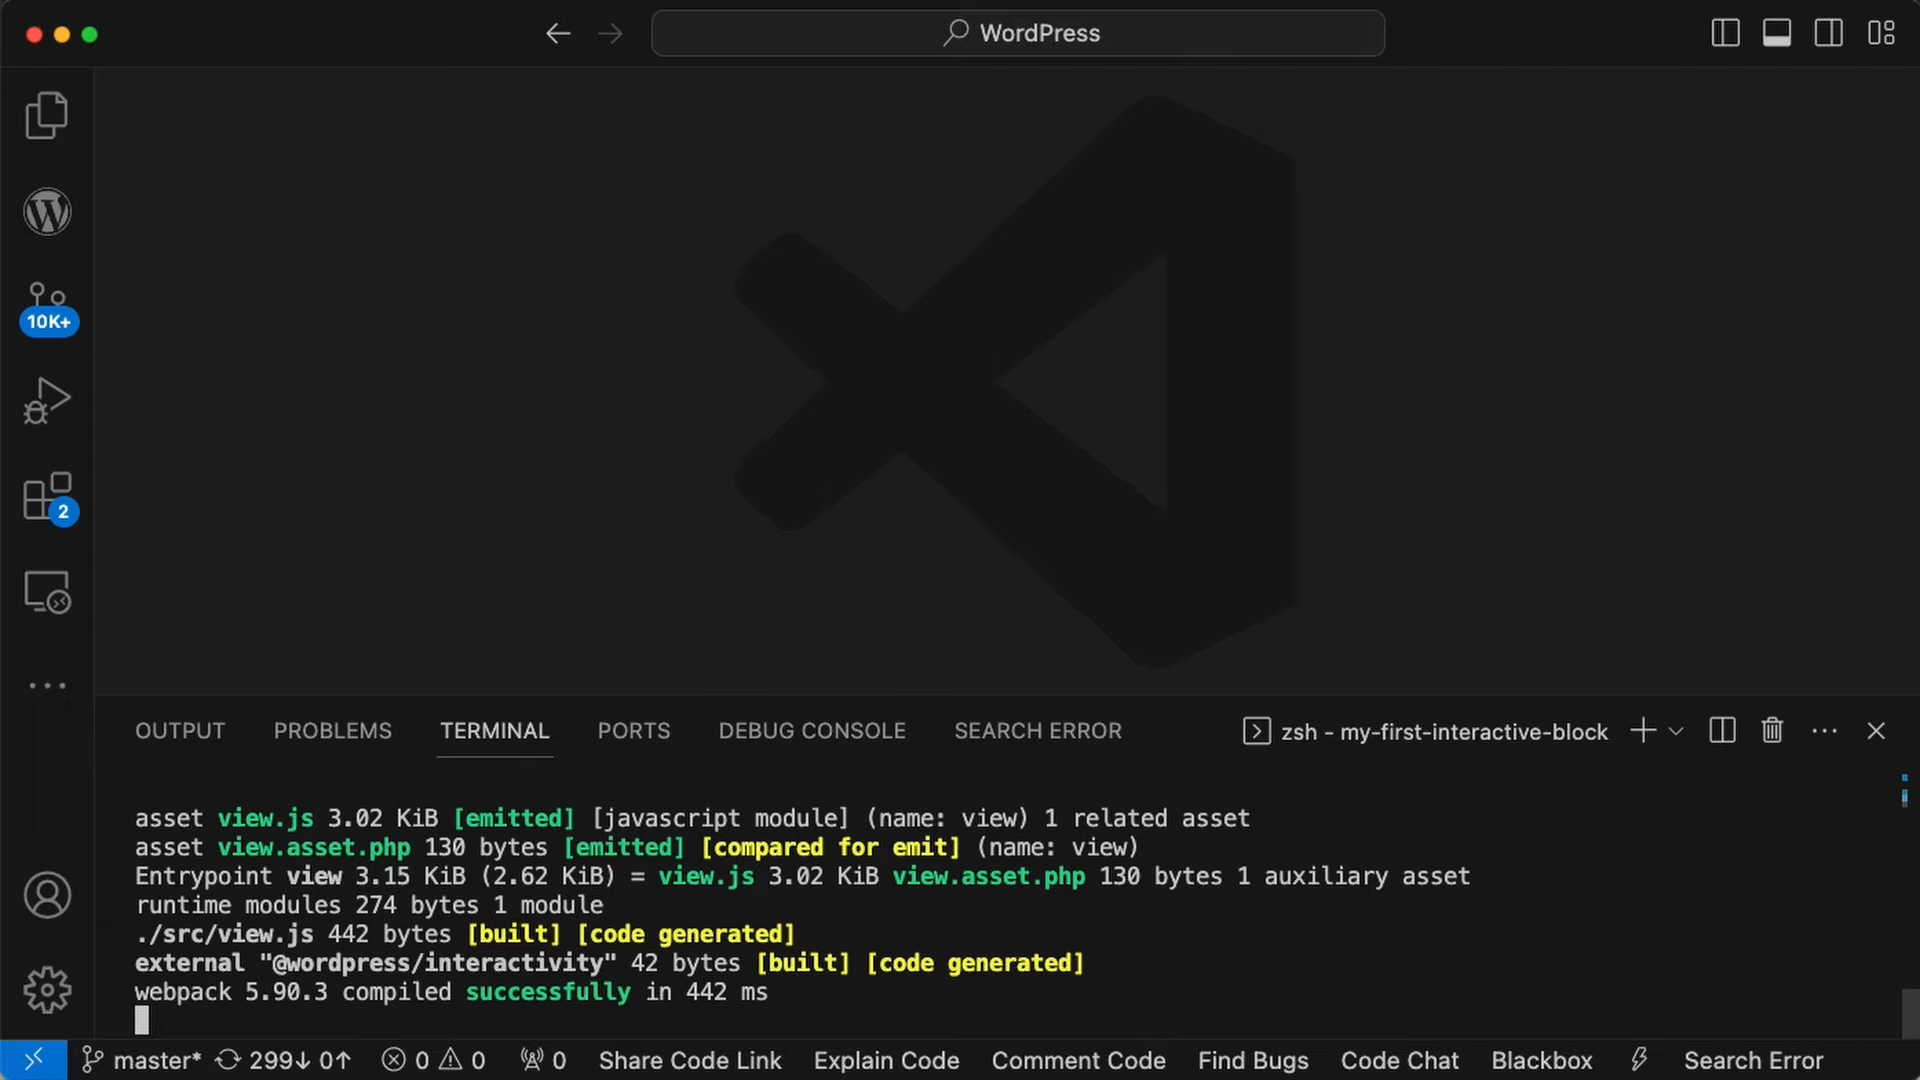 WordPress
10K+
2
OUTPUT PROBLEMS TERMINAL PORTS DEBUG CONSOLE SEARCH ERROR zsh - my-first-interactive-block
asset view.js 3.02 KiB [emitted] [javascript module] (name: view) 1 related asset
asset view.asset.php 130 bytes [emitted] [compared for emit] (name: view)
Entrypoint view 3.15 KiB (2.62 KiB) = view.js 3.02 KiB view.asset.php 130 bytes 1 auxiliary asset
runtime modules 274 bytes 1 module
./src/view.js 442 bytes [built] [code generated]
external "@wordpress/interactivity" 42 bytes [built] [code generated]
webpack 5.90.3 compiled successfully in 442 ms
master* 299↓ 0↑ 0 0 0 Share Code Link Explain Code Comment Code Find Bugs Code Chat Blackbox Search Error